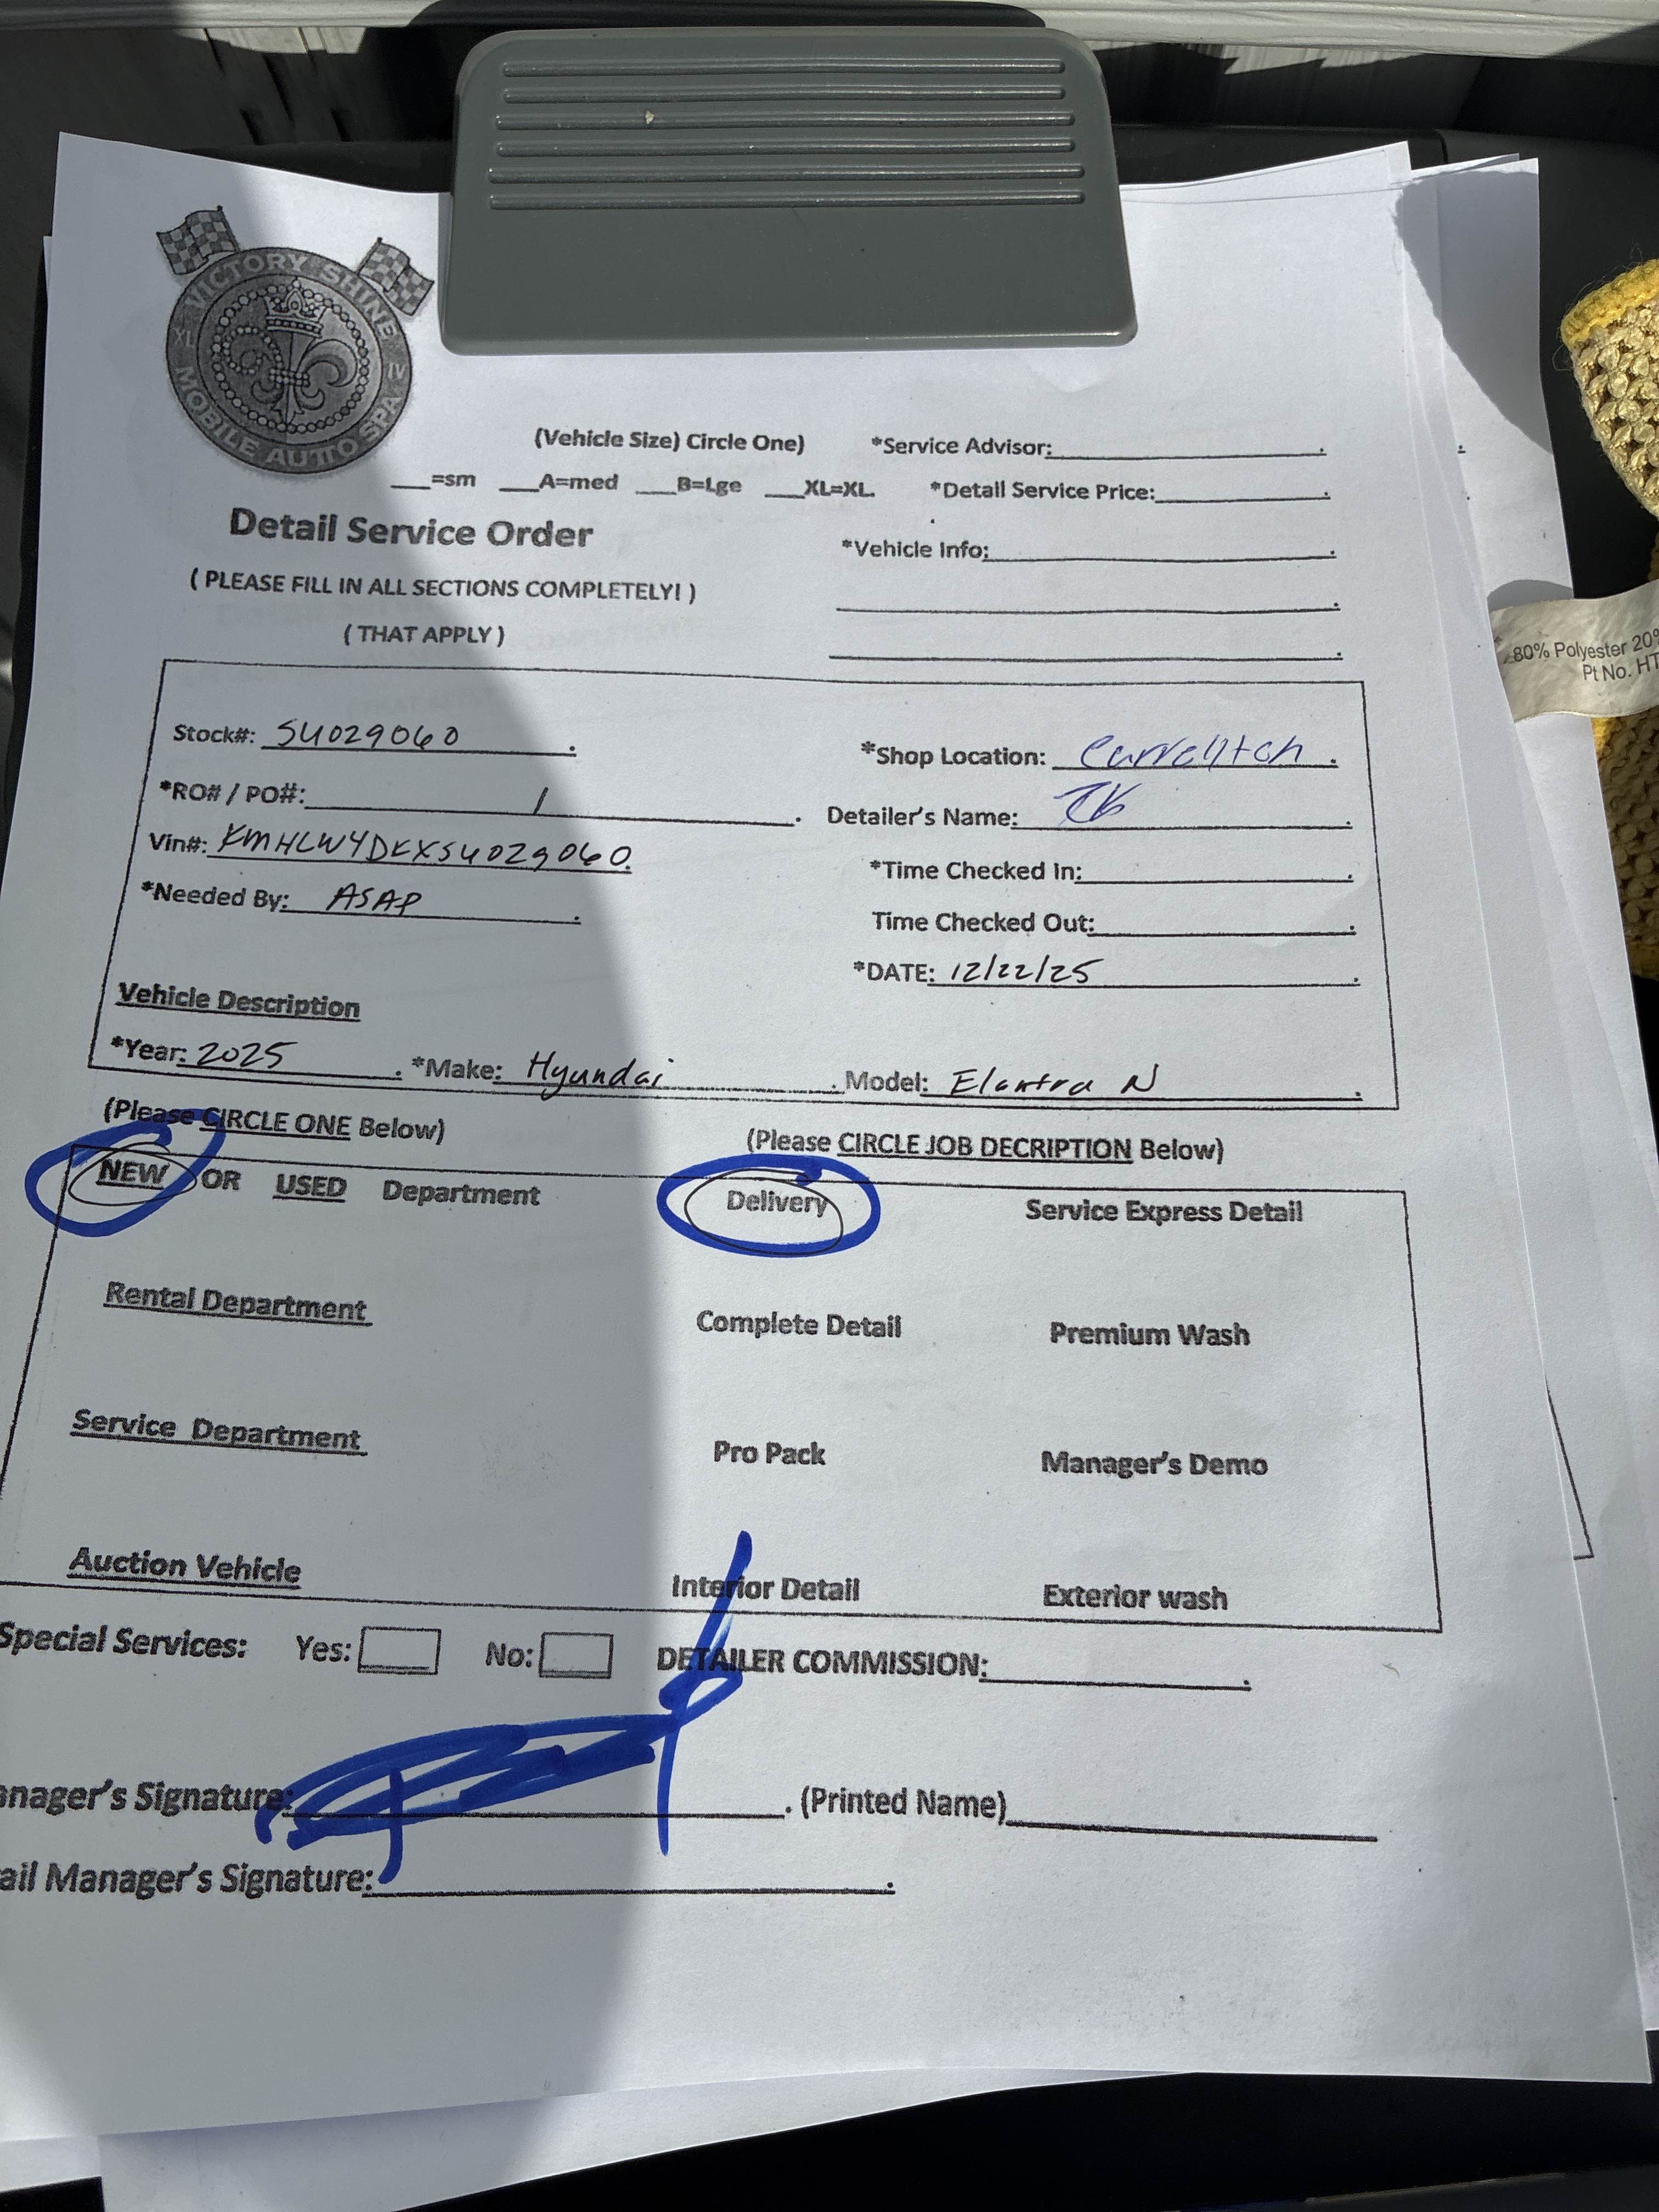 VICTORY SHINE
XL IV
MOBILE AUTO SPA
(Vehicle Size) Circle One) *Service Advisor:
___=sm ___A=med ___B=Lge ___XL=XL. *Detail Service Price:
Detail Service Order
*Vehicle Info:
( PLEASE FILL IN ALL SECTIONS COMPLETELY! )
( THAT APPLY )
80% Polyester 20%
Pt No. HT
Stock#: SU029060
*Shop Location: Carrollton
*RO# / PO#: /
Detailer's Name:
Vin#: KMHLW4DKXSU029060
*Time Checked In:
*Needed By: ASAP
Time Checked Out:
*DATE: 12/22/25
Vehicle Description
*Year: 2025 *Make: Hyundai Model: Elantra N
(Please CIRCLE ONE Below) (Please CIRCLE JOB DECRIPTION Below)
NEW OR USED Department Delivery Service Express Detail
Rental Department Complete Detail Premium Wash
Service Department Pro Pack Manager's Demo
Auction Vehicle Interior Detail Exterior wash
Special Services: Yes: No: DETAILER COMMISSION:
anager's Signature: (Printed Name)
ail Manager's Signature: